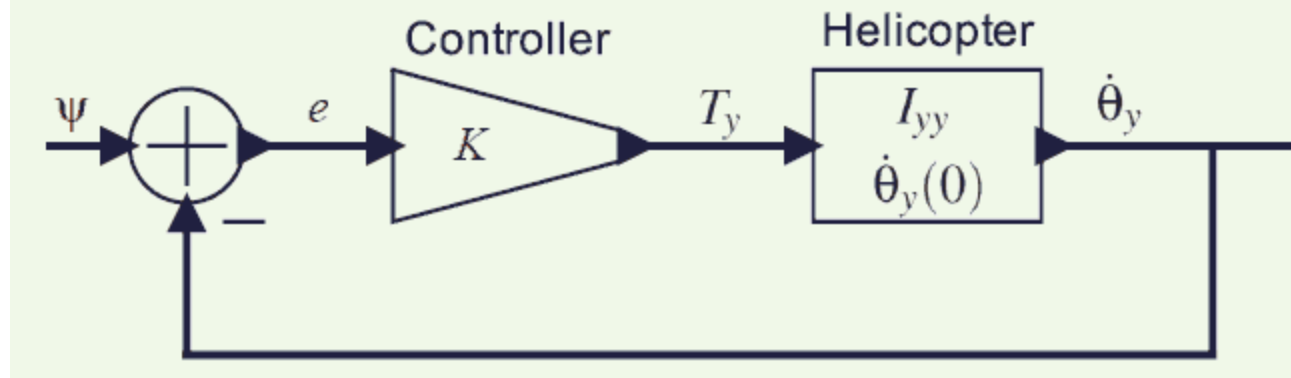 Controller
Helicopter
ψ
e
K
T_y
I_yy
θ̇_y(0)
θ̇_y
−